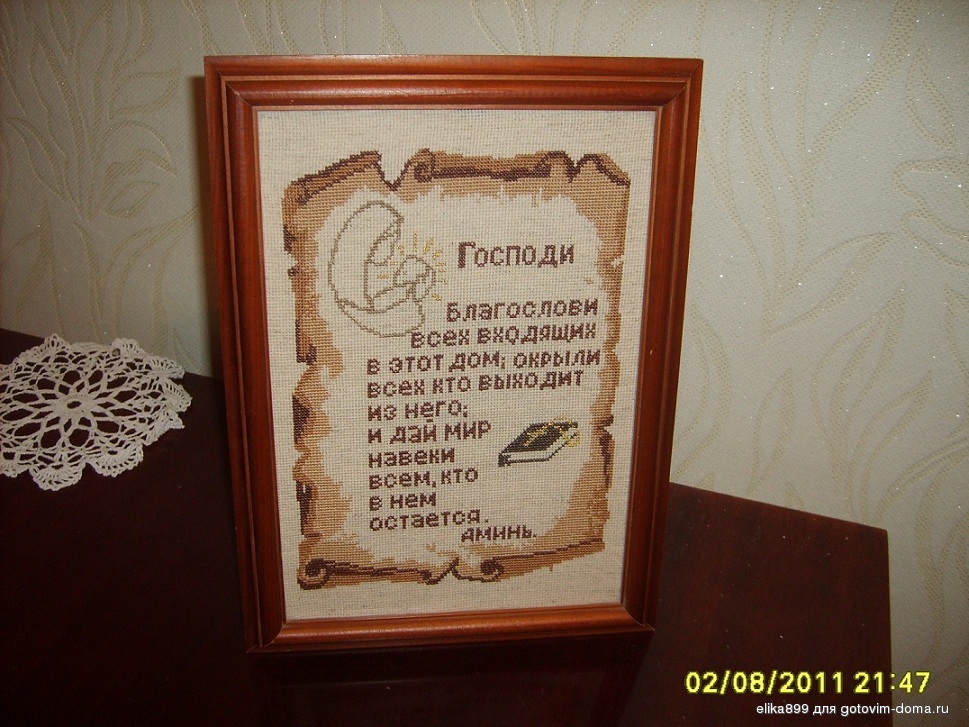 Господи
Благослови
всех входящих
в этот дом; окрыли
всех кто выходит
из него;
и дай мир
навеки
всем, кто
в нем
остается.
Аминь.
02/08/2011 21:47
elika899 для gotovim-doma.ru